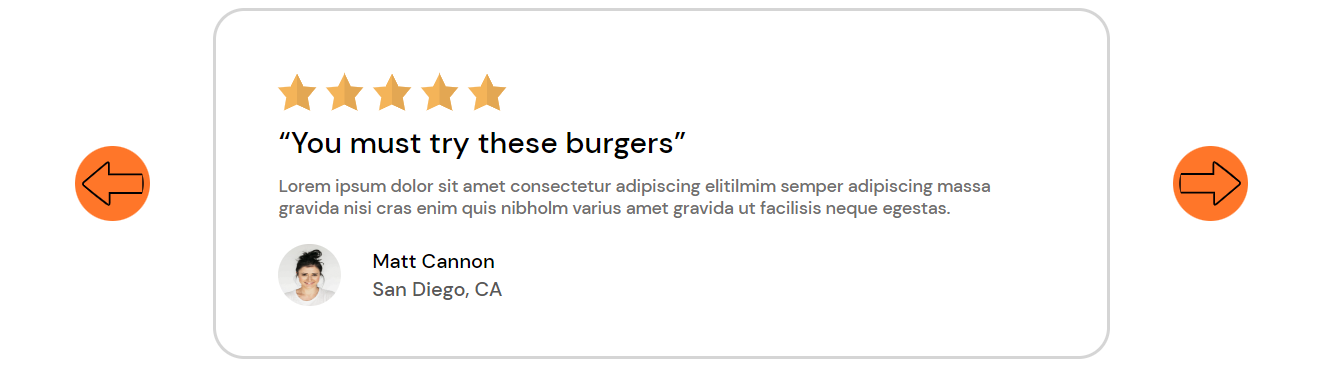 “You must try these burgers”
Lorem ipsum dolor sit amet consectetur adipiscing elitilmim semper adipiscing massa
gravida nisi cras enim quis nibholm varius amet gravida ut facilisis neque egestas.
Matt Cannon
San Diego, CA